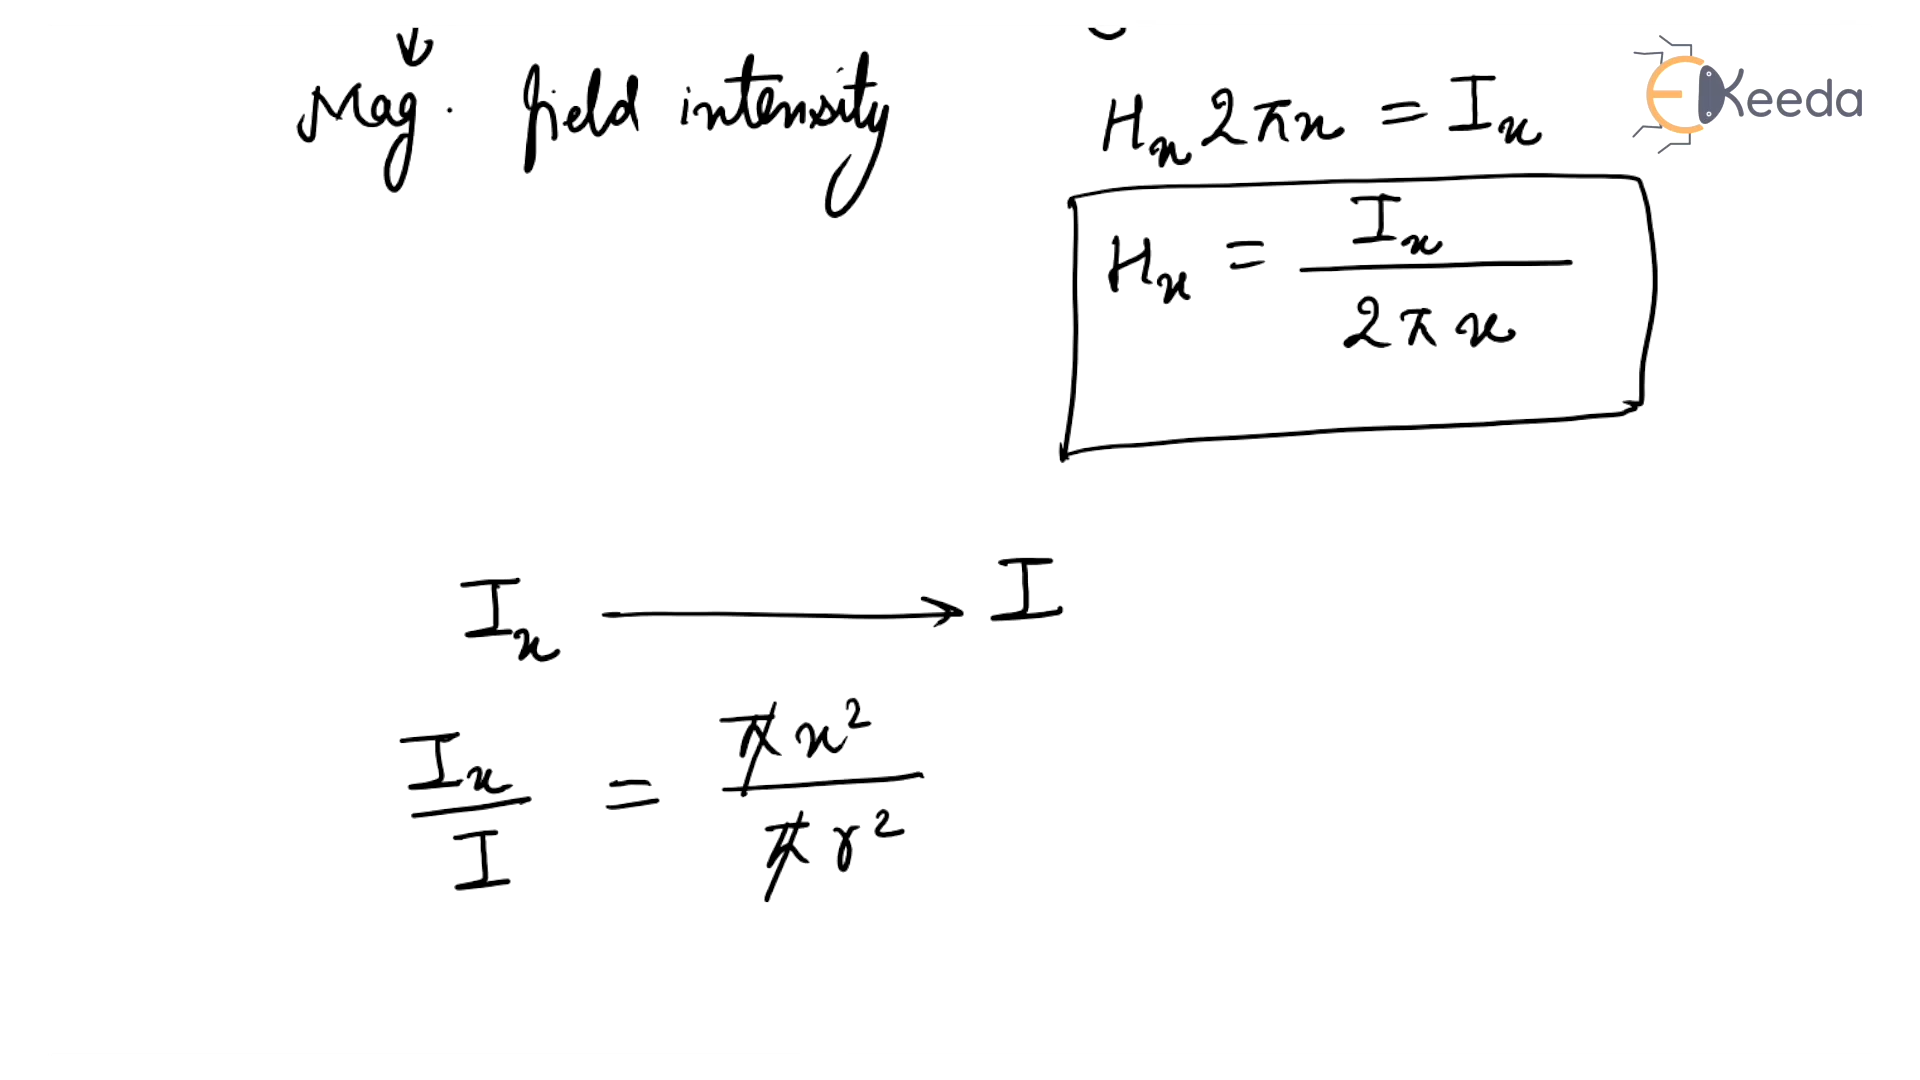 Mag. field intensity
Hx 2πx = Ix
EKeeda
Hx = Ix / 2πx
Ix → I
Ix / I = πx² / πr²